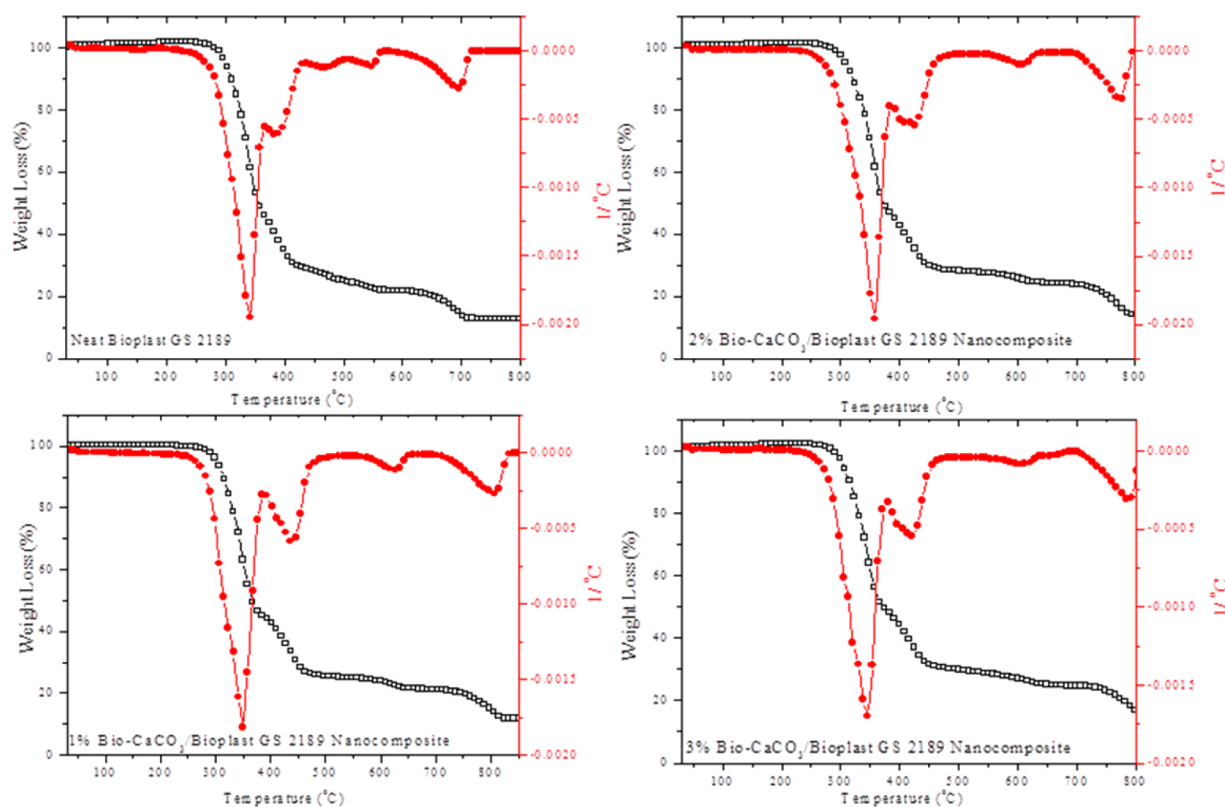 100
80
60
40
20
0
Weight Loss (%)
0.0000
-0.0005
-0.0010
-0.0015
-0.0020
1/°C
Neat Bioplast GS 2189
100 200 300 400 500 600 700 800
Temperature (°C)
100
80
60
40
20
0
Weight Loss (%)
0.0000
-0.0005
-0.0010
-0.0015
-0.0020
1/°C
2% Bio-CaCO₃/Bioplast GS 2189 Nanocomposite
100 200 300 400 500 600 700 800
Temperature (°C)
100
80
60
40
20
0
Weight Loss (%)
0.0000
-0.0005
-0.0010
-0.0015
-0.0020
1/°C
1% Bio-CaCO₃/Bioplast GS 2189 Nanocomposite
100 200 300 400 500 600 700 800
Temperature (°C)
100
80
60
40
20
0
Weight Loss (%)
0.0000
-0.0005
-0.0010
-0.0015
-0.0020
1/°C
3% Bio-CaCO₃/Bioplast GS 2189 Nanocomposite
100 200 300 400 500 600 700 800
Temperature (°C)